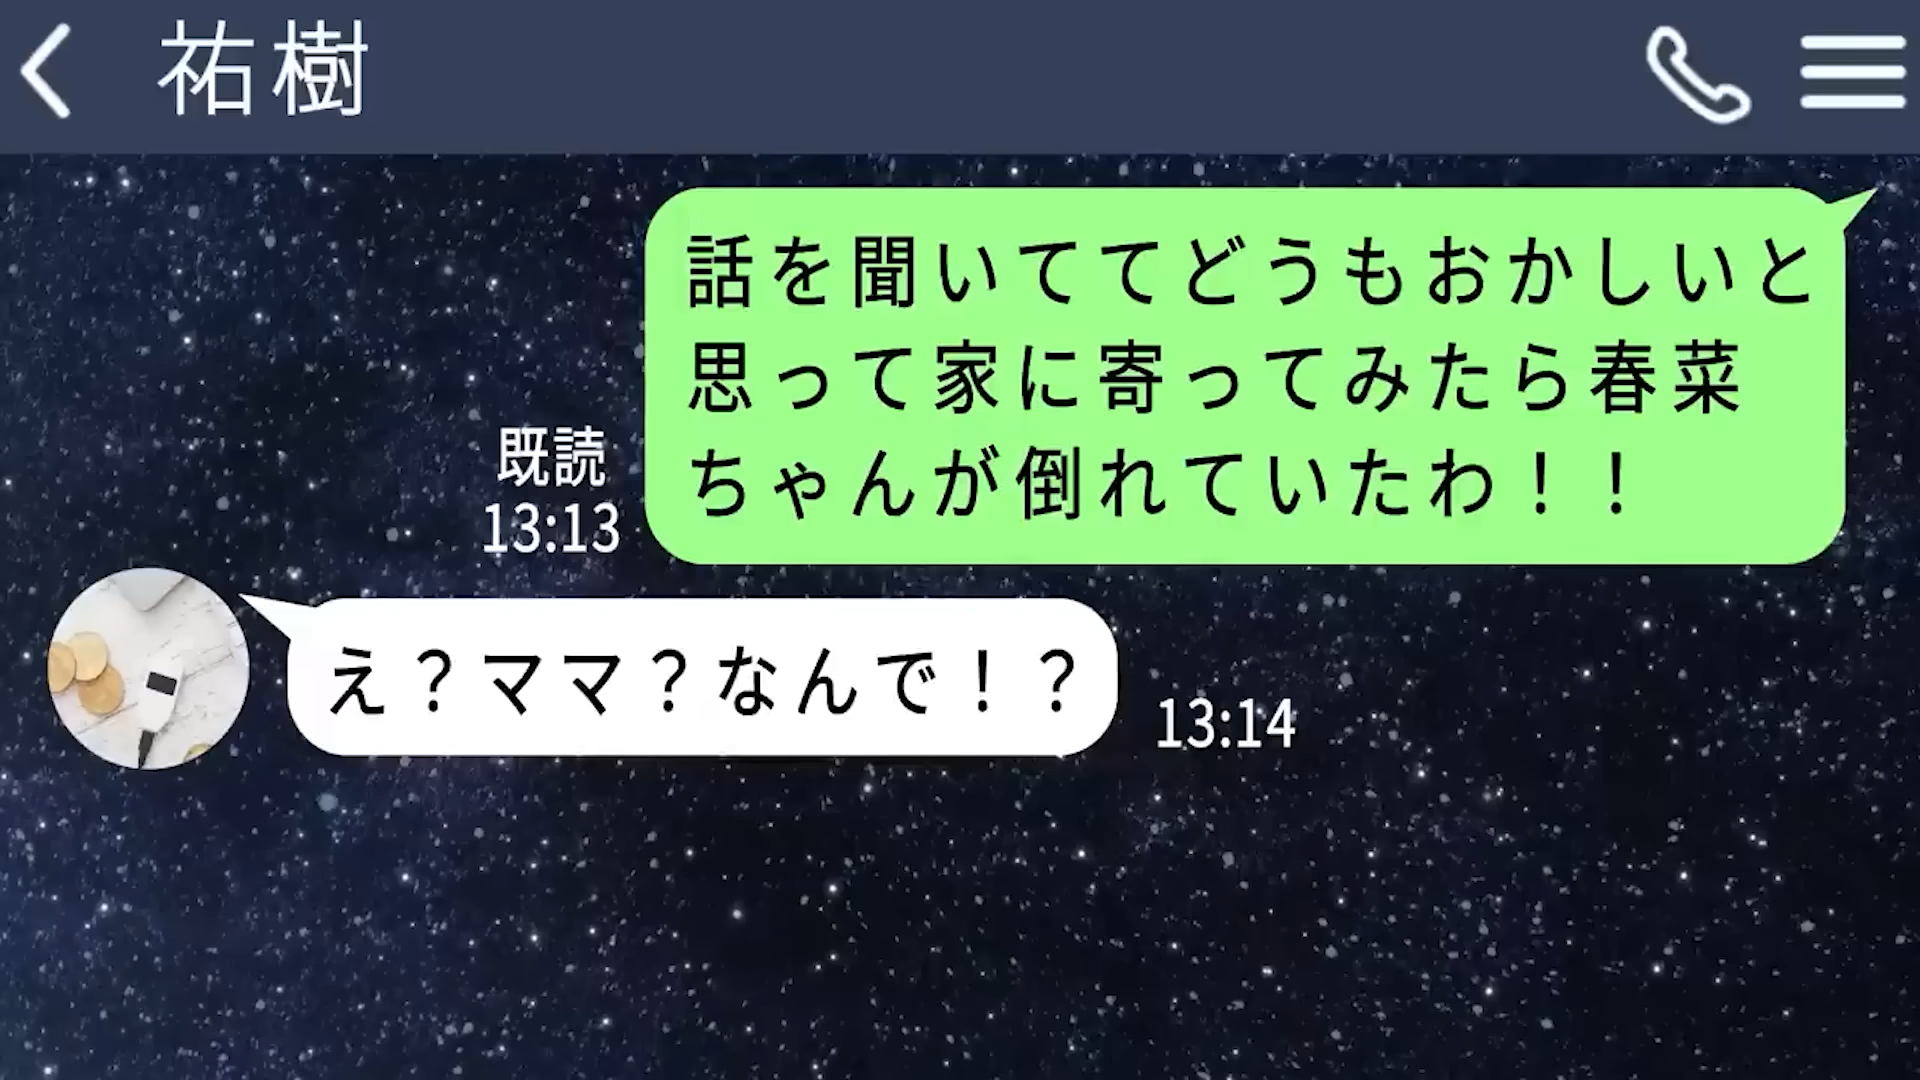 祐樹
話を聞いててどうもおかしいと
思って家に寄ってみたら春菜
ちゃんが倒れていたわ！！
既読
13:13
え？ママ？なんで！？
13:14